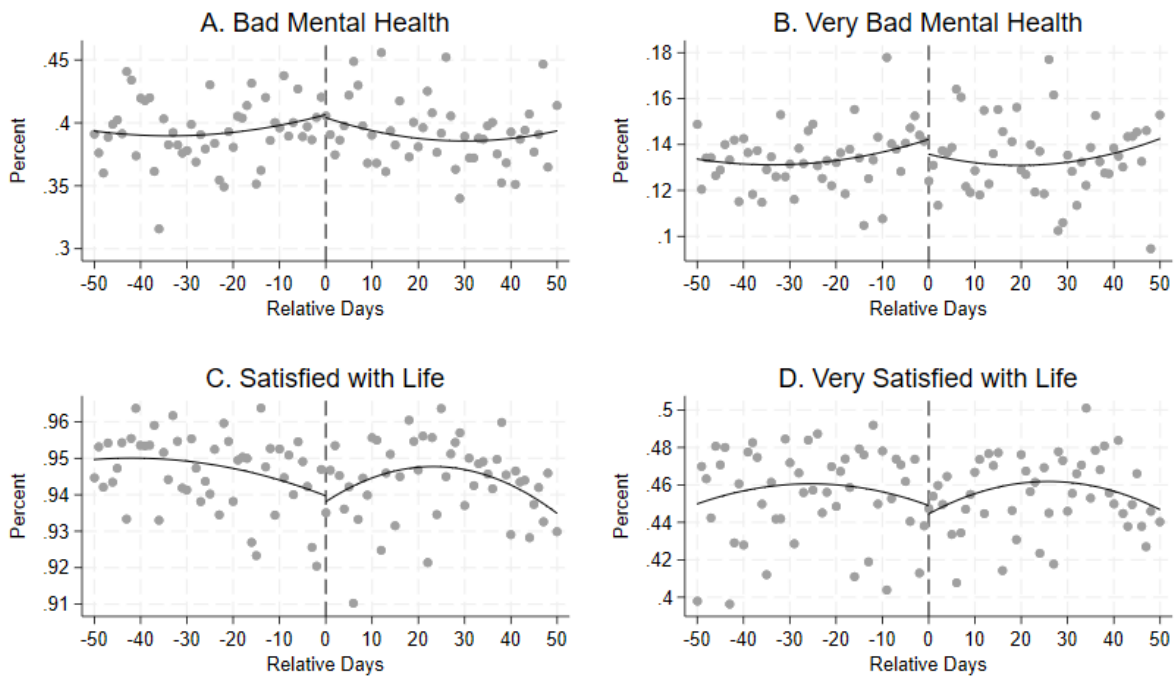 A. Bad Mental Health
Percent
.45
.4
.35
.3
-50 -40 -30 -20 -10 0 10 20 30 40 50
Relative Days
B. Very Bad Mental Health
Percent
.18
.16
.14
.12
.1
-50 -40 -30 -20 -10 0 10 20 30 40 50
Relative Days
C. Satisfied with Life
Percent
.96
.95
.94
.93
.92
.91
-50 -40 -30 -20 -10 0 10 20 30 40 50
Relative Days
D. Very Satisfied with Life
Percent
.5
.48
.46
.44
.42
.4
-50 -40 -30 -20 -10 0 10 20 30 40 50
Relative Days